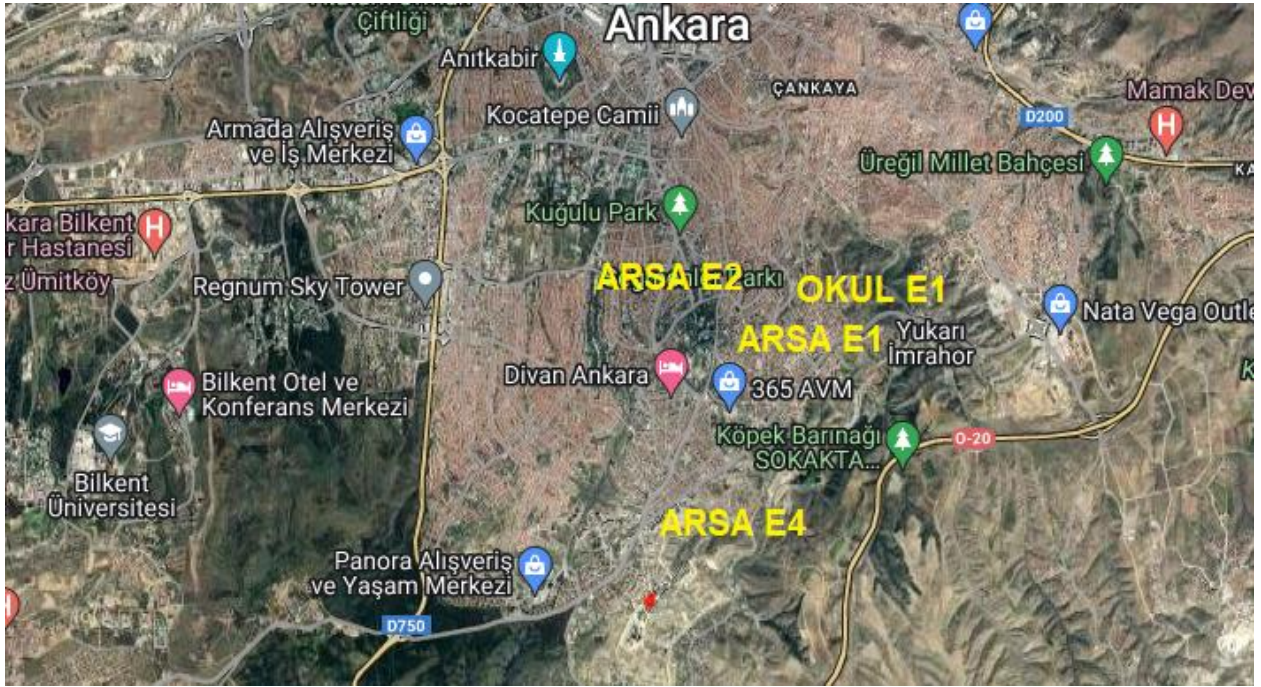 Çiftliği
Ankara
Anıtkabir
ÇANKAYA
Mamak Dev
Kocatepe Camii
D200
Armada Alışveriş
ve İş Merkezi
Üreğil Millet Bahçesi
KA
Kuğulu Park
kara Bilkent
r Hastanesi
z Ümitköy
Regnum Sky Tower
ARSA E2
Parkı
OKUL E1
Nata Vega Outle
ARSA E1
Yukarı
İmrahor
Divan Ankara
365 AVM
Bilkent Otel ve
Konferans Merkezi
K
Köpek Barınağı
SOKAKTA...
O-20
Bilkent
Üniversitesi
ARSA E4
Panora Alışveriş
ve Yaşam Merkezi
D750